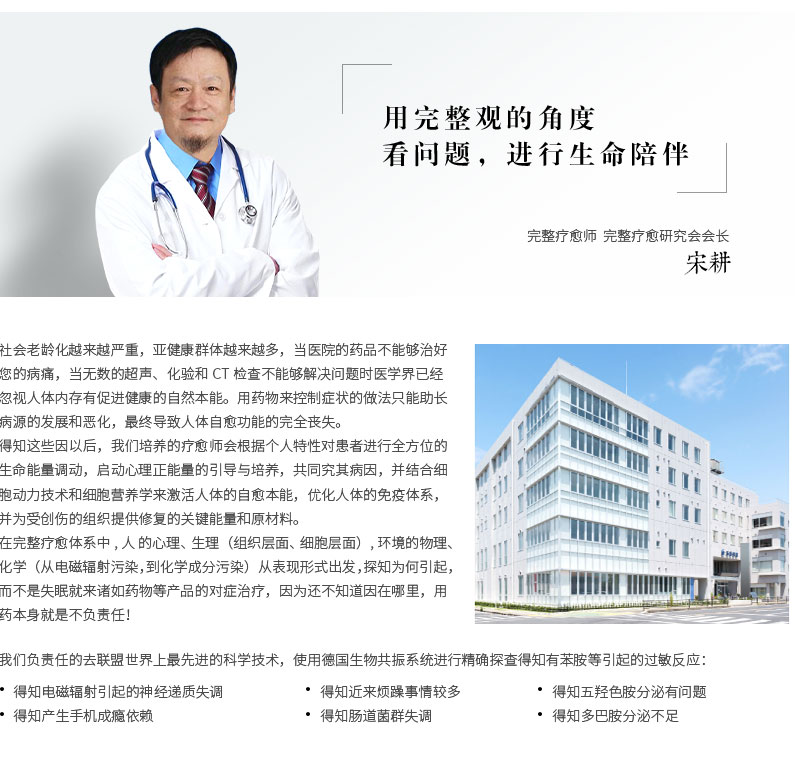 用完整观的角度
看问题，进行生命陪伴
完整疗愈师 完整疗愈研究会会长
宋耕
社会老龄化越来越严重，亚健康群体越来越多，当医院的药品不能够治好
您的病痛，当无数的超声、化验和 CT 检查不能够解决问题时医学界已经
忽视人体内存有促进健康的自然本能。用药物来控制症状的做法只能助长
病源的发展和恶化，最终导致人体自愈功能的完全丧失。
得知这些因以后，我们培养的疗愈师会根据个人特性对患者进行全方位的
生命能量调动，启动心理正能量的引导与培养，共同究其病因，并结合细
胞动力技术和细胞营养学来激活人体的自愈本能，优化人体的免疫体系，
并为受创伤的组织提供修复的关键能量和原材料。
在完整疗愈体系中 , 人 的心理、生理（组织层面、细胞层面）, 环境的物理、
化学（从电磁辐射污染, 到化学成分污染）从表现形式出发, 探知为何引起，
而不是失眠就来诸如药物等产品的对症治疗，因为还不知道因在哪里，用
药本身就是不负责任！
我们负责任的去联盟世界上最先进的科学技术，使用德国生物共振系统进行精确探查得知有苯胺等引起的过敏反应：
• 得知电磁辐射引起的神经递质失调 • 得知近来烦躁事情较多 • 得知五羟色胺分泌有问题
• 得知产生手机成瘾依赖 • 得知肠道菌群失调 • 得知多巴胺分泌不足